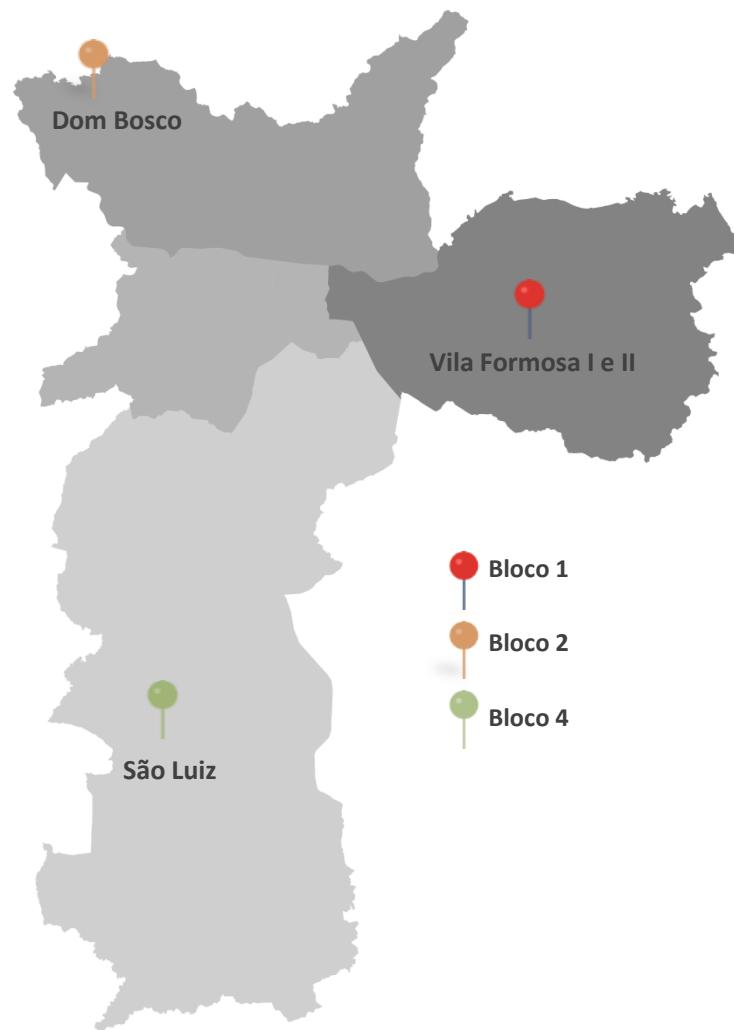 Dom Bosco
Vila Formosa I e II
Bloco 1
Bloco 2
Bloco 4
São Luiz